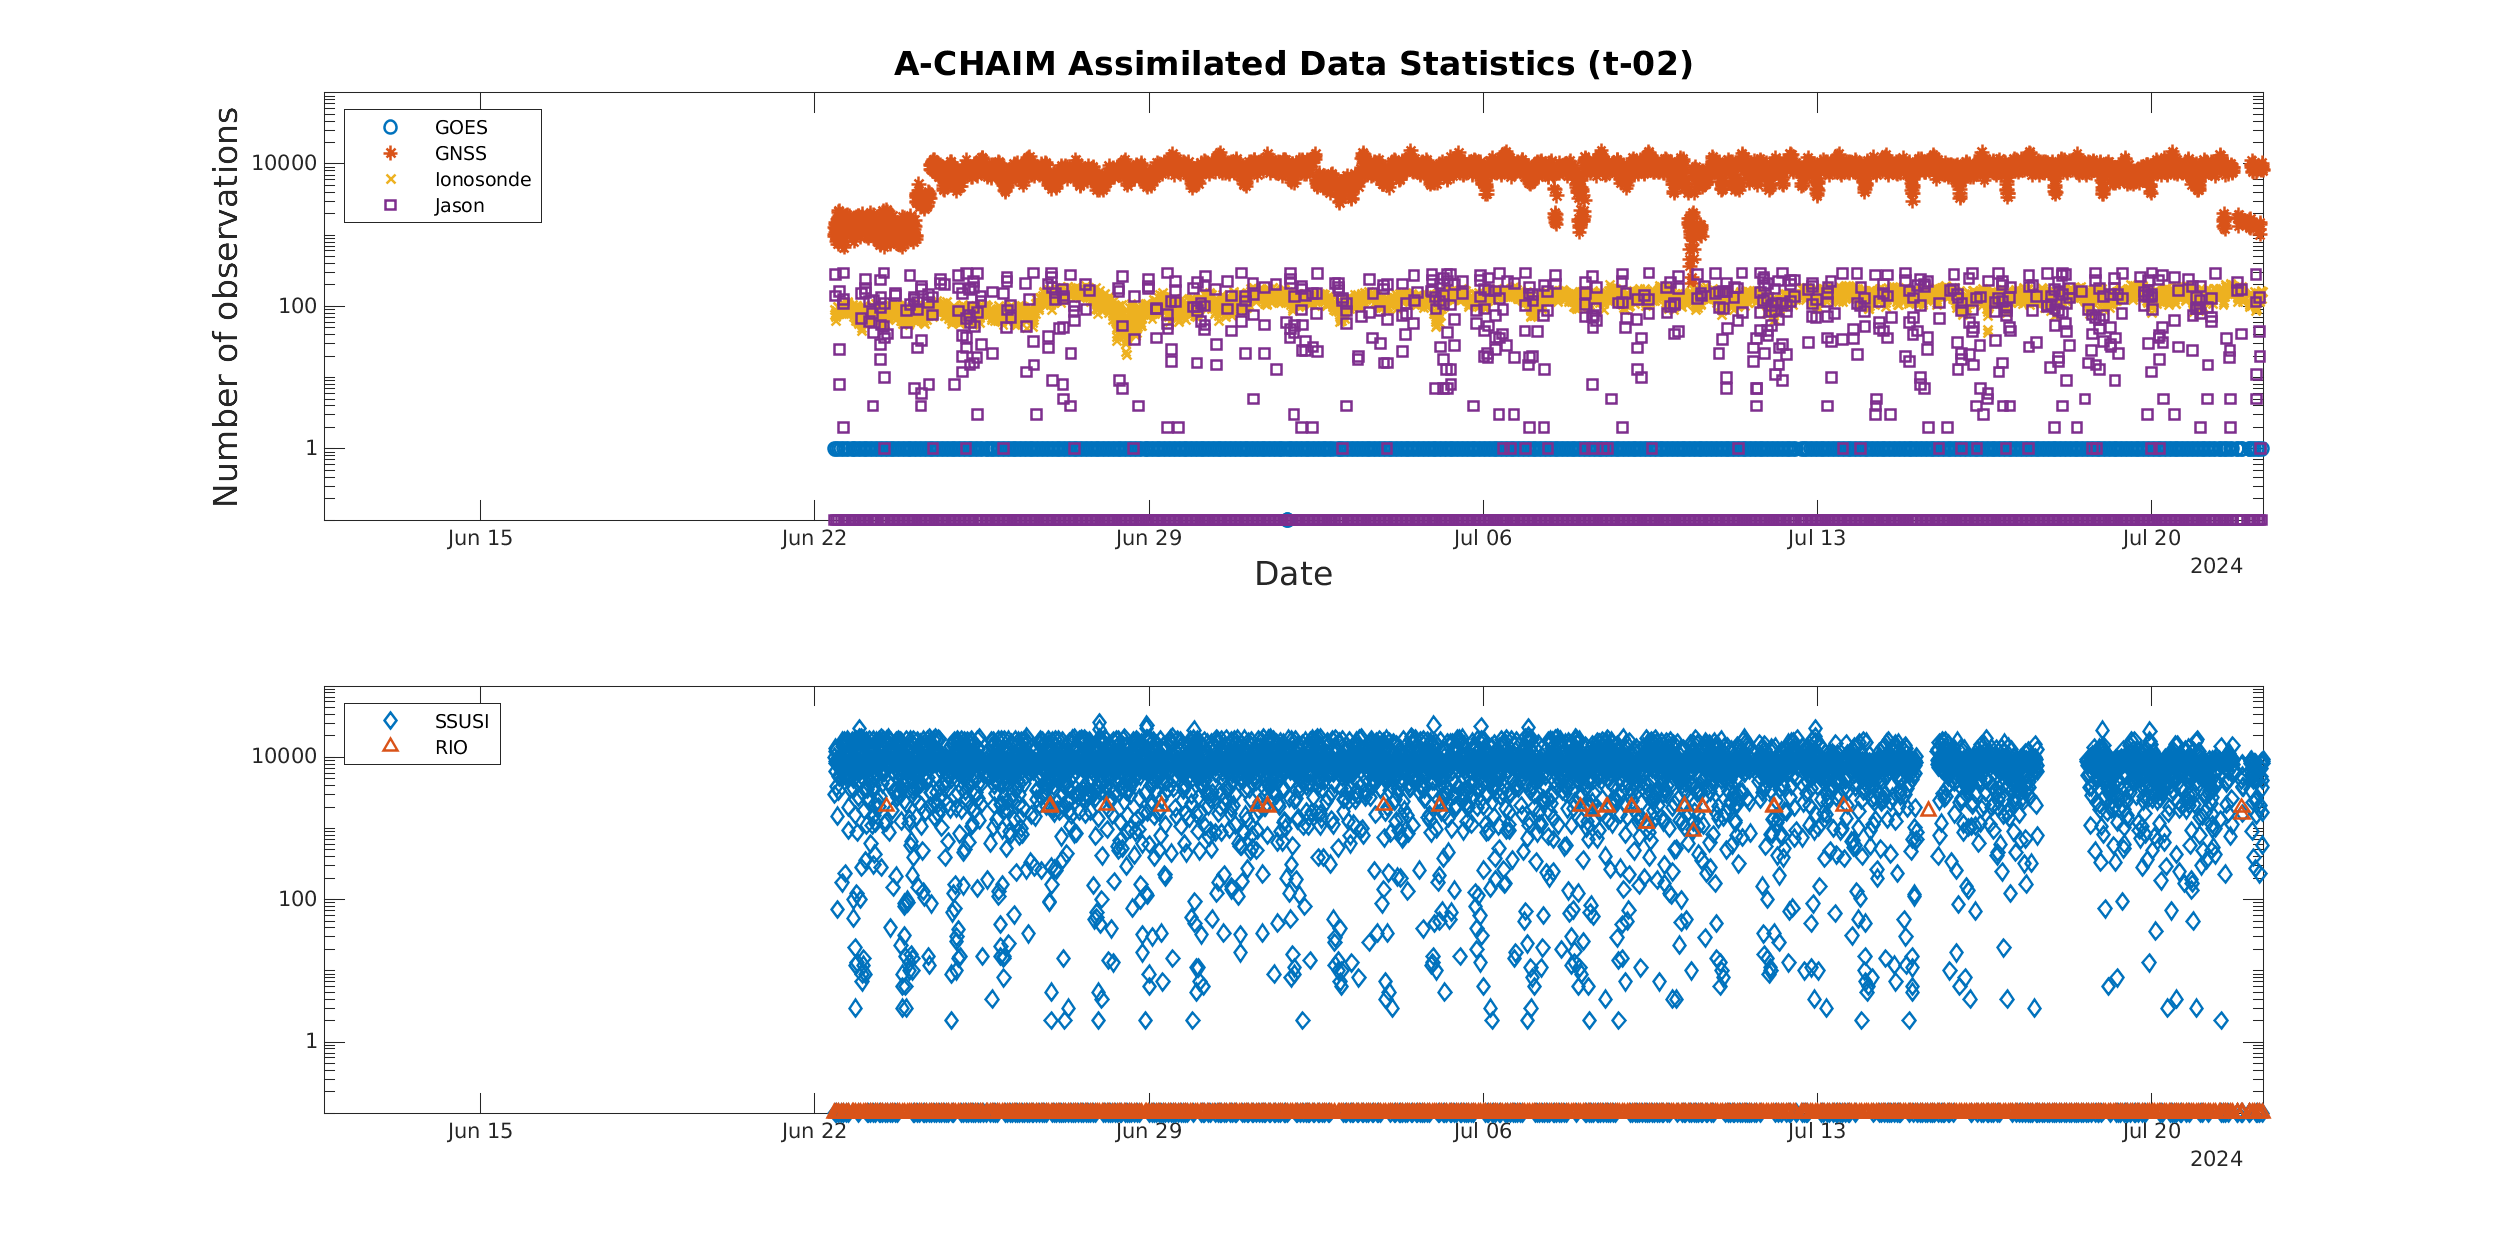 A-CHAIM Assimilated Data Statistics (t-02)
Number of observations
10000
100
1
GOES
GNSS
Ionosonde
Jason
Jun 15
Jun 22
Jun 29
Jul 06
Jul 13
Jul 20
2024
Date
10000
100
1
SSUSI
RIO
Jun 15
Jun 22
Jun 29
Jul 06
Jul 13
Jul 20
2024